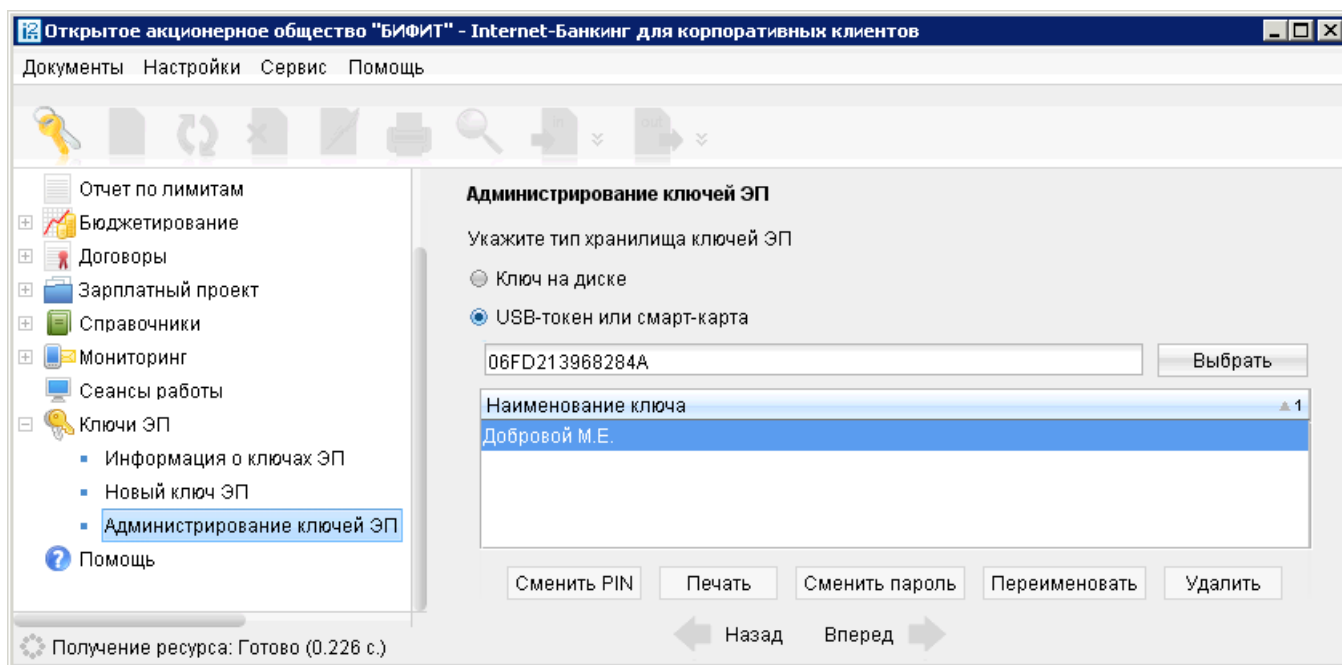 Открытое акционерное общество "БИФИТ" - Internet-Банкинг для корпоративных клиентов
Документы Настройки Сервис Помощь
in out
Отчет по лимитам
Бюджетирование
Договоры
Зарплатный проект
Справочники
Мониторинг
Сеансы работы
Ключи ЭП
Информация о ключах ЭП
Новый ключ ЭП
Администрирование ключей ЭП
Помощь
Администрирование ключей ЭП
Укажите тип хранилища ключей ЭП
Ключ на диске
USB-токен или смарт-карта
06FD213968284A Выбрать
Наименование ключа 1
Добровой М.Е.
Сменить PIN Печать Сменить пароль Переименовать Удалить
Назад Вперед
Получение ресурса: Готово (0.226 с.)